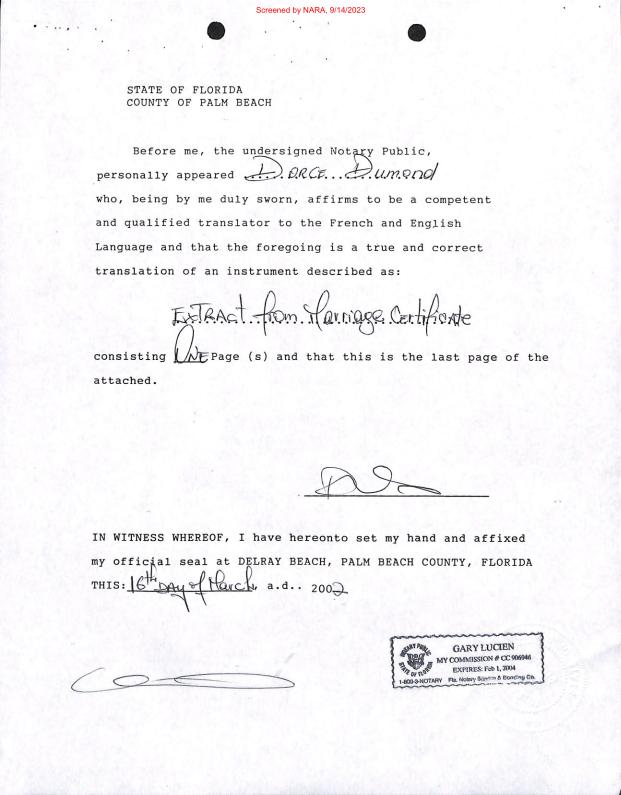 Screened by NARA, 9/14/2023
STATE OF FLORIDA
COUNTY OF PALM BEACH
Before me, the undersigned Notary Public,
personally appeared D.ORCE...Dumond
who, being by me duly sworn, affirms to be a competent
and qualified translator to the French and English
Language and that the foregoing is a true and correct
translation of an instrument described as:
EXTRAct from Marriage Certificate
consisting ONE Page (s) and that this is the last page of the
attached.
IN WITNESS WHEREOF, I have hereonto set my hand and affixed
my official seal at DELRAY BEACH, PALM BEACH COUNTY, FLORIDA
THIS: 16th DAy of March, a.d.. 2002
NOTARY PUBLIC
STATE OF FLORIDA
GARY LUCIEN
MY COMMISSION # CC 906946
EXPIRES: Feb 1, 2004
1-800-3-NOTARY Fla. Notary Service & Bonding Co.